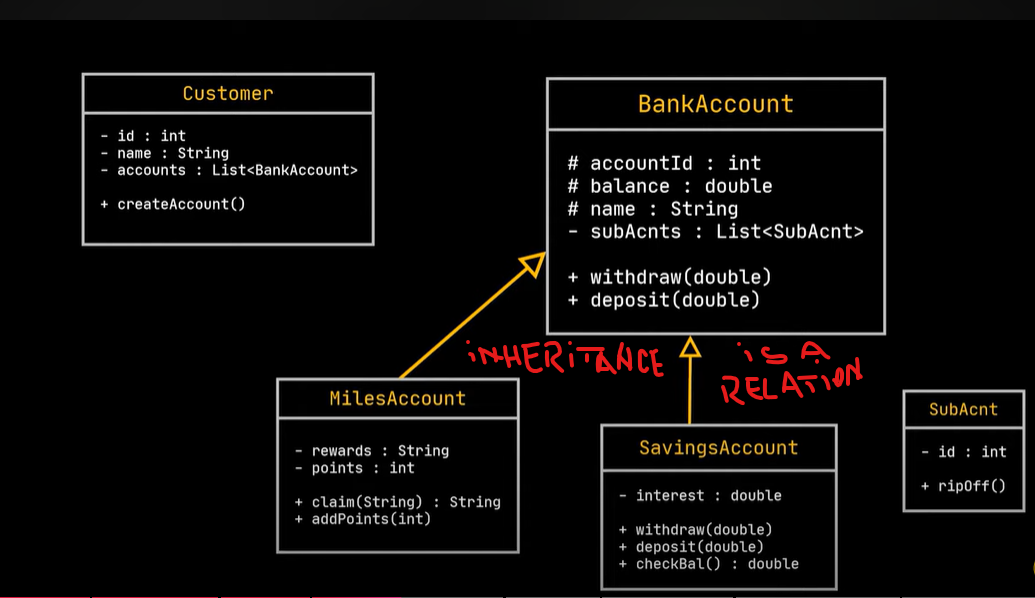 Customer
- id : int
- name : String
- accounts : List<BankAccount>
+ createAccount()
BankAccount
# accountId : int
# balance : double
# name : String
- subAcnts : List<SubAcnt>
+ withdraw(double)
+ deposit(double)
iNHERiTANCE
iS A
RELATiON
MilesAccount
- rewards : String
- points : int
+ claim(String) : String
+ addPoints(int)
SavingsAccount
- interest : double
+ withdraw(double)
+ deposit(double)
+ checkBal() : double
SubAcnt
- id : int
+ ripOff()